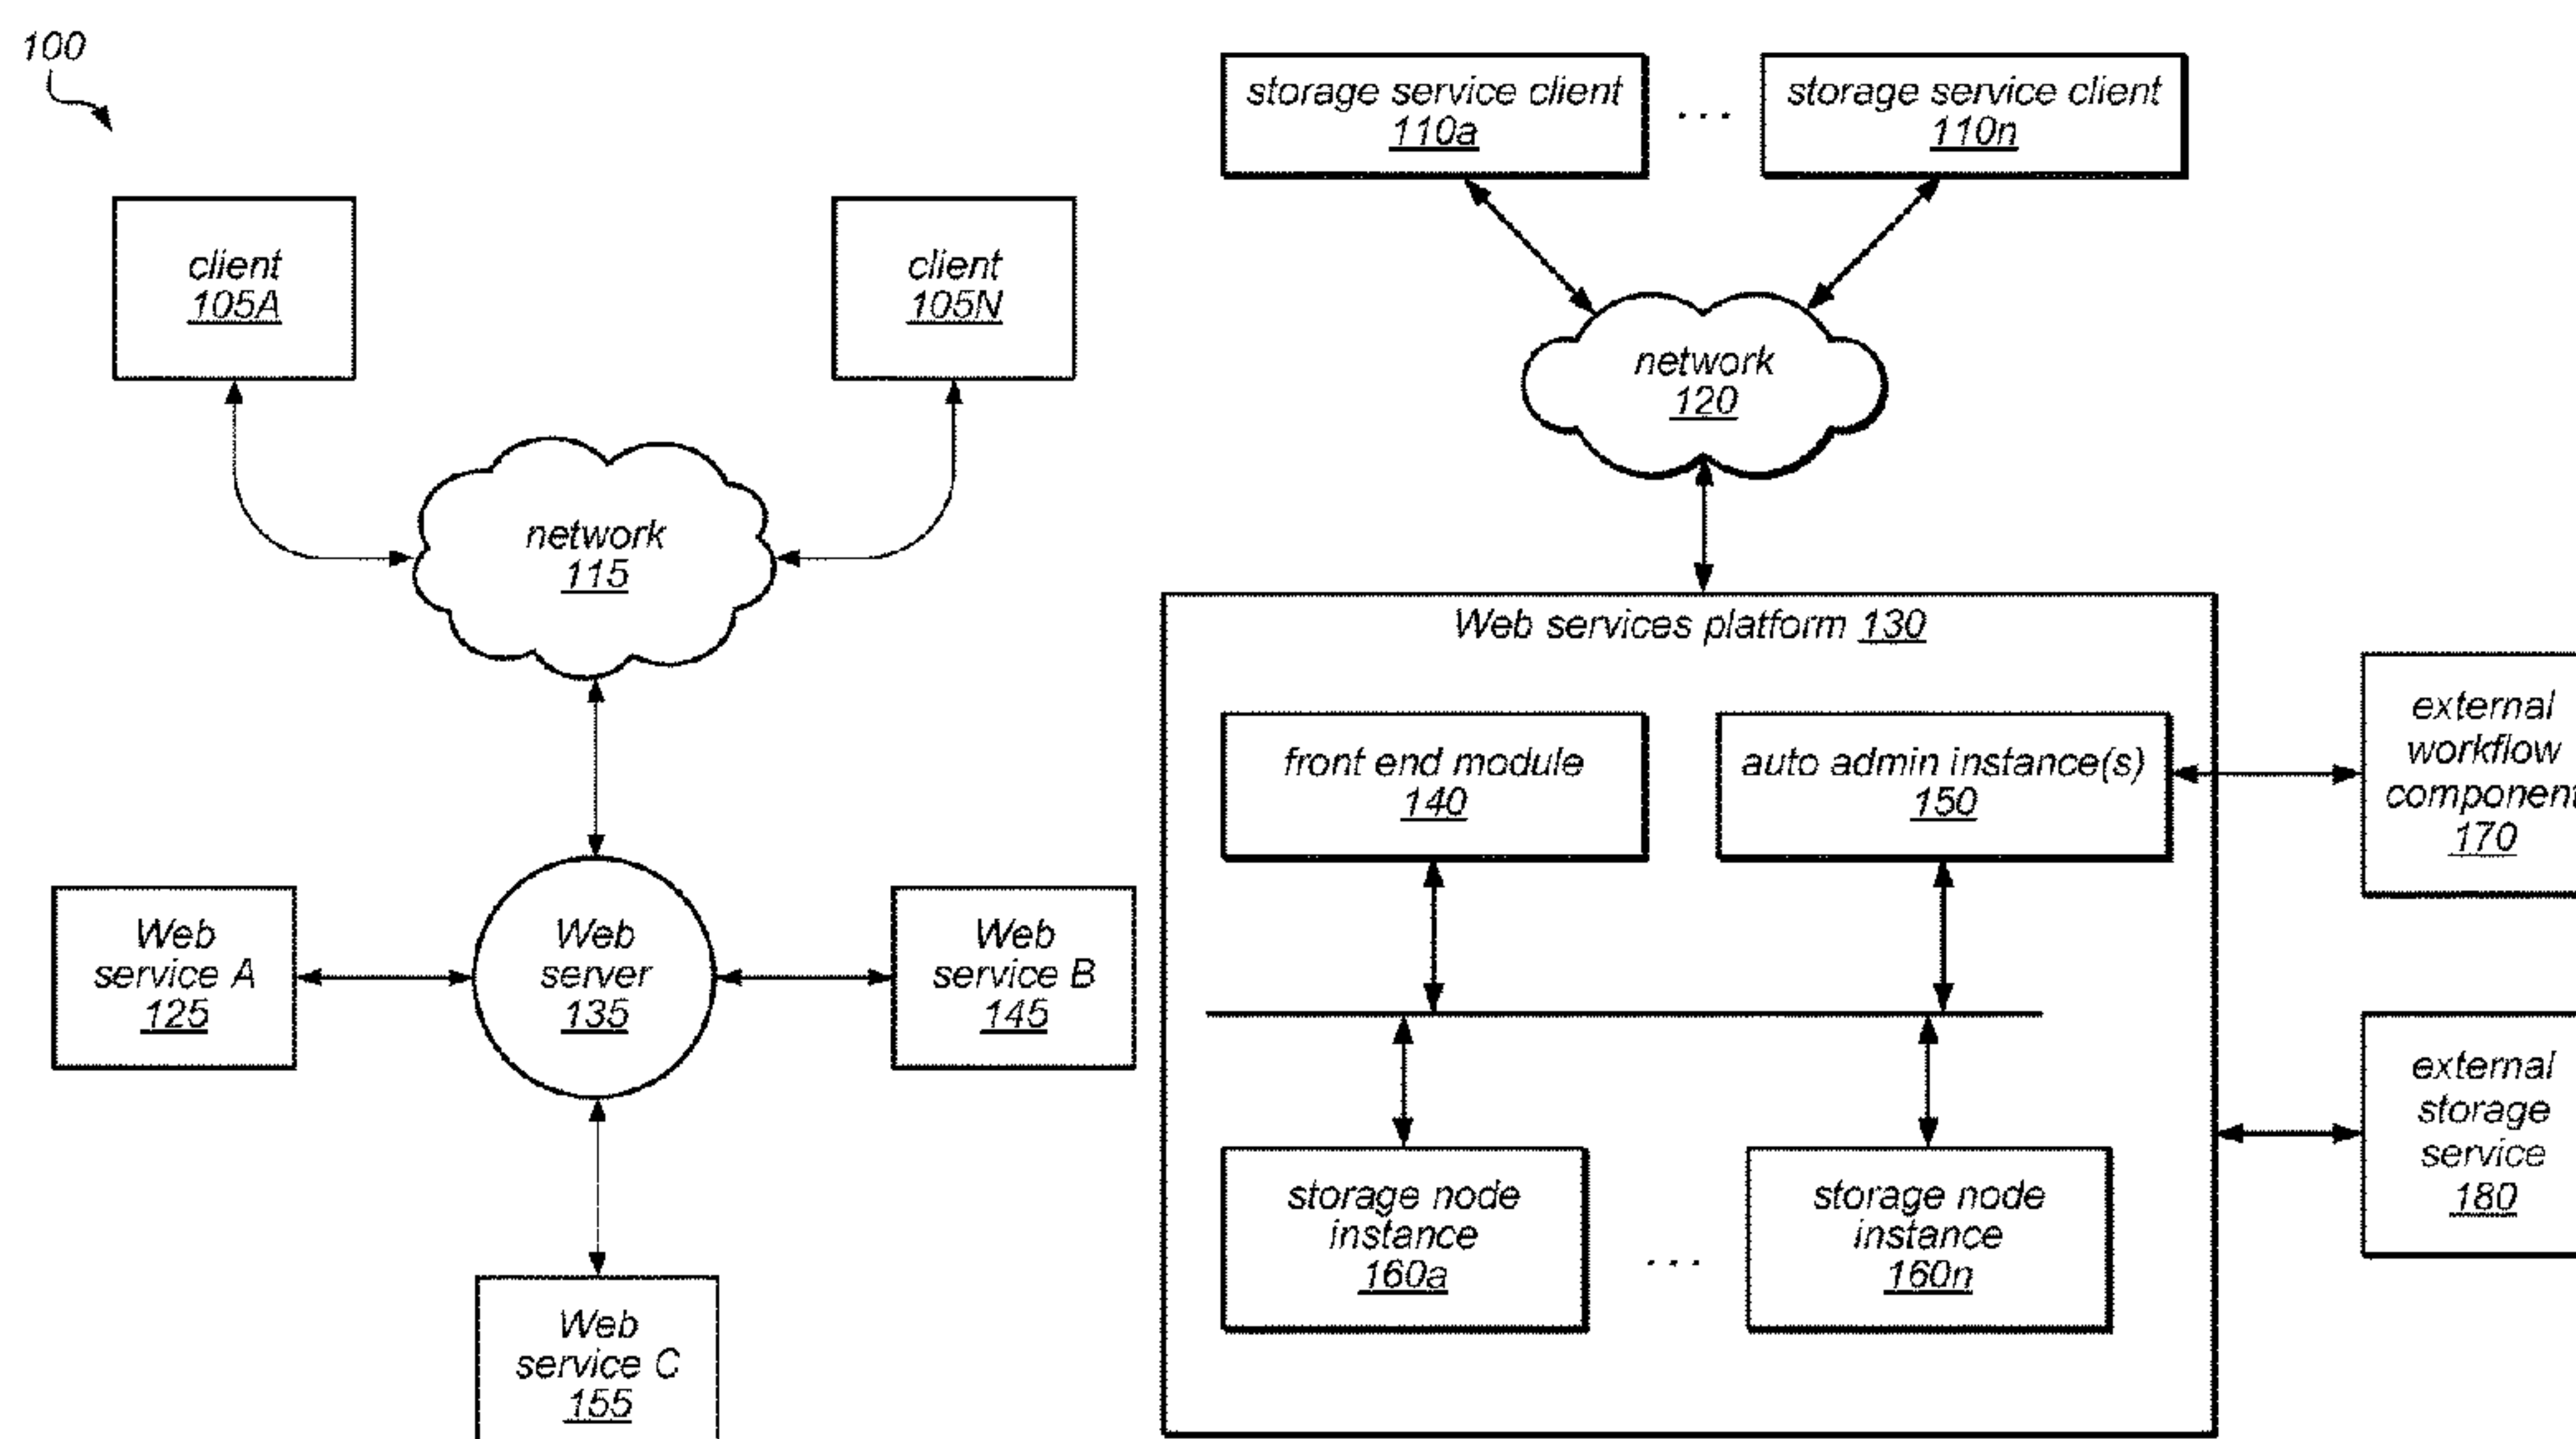 100
client
105A
client
105N
network
115
Web
service A
125
Web
server
135
Web
service B
145
Web
service C
155
storage service client
110a
...
storage service client
110n
network
120
Web services platform 130
front end module
140
auto admin instance(s)
150
storage node
instance
160a
...
storage node
instance
160n
external
workflow
component
170
external
storage
service
180